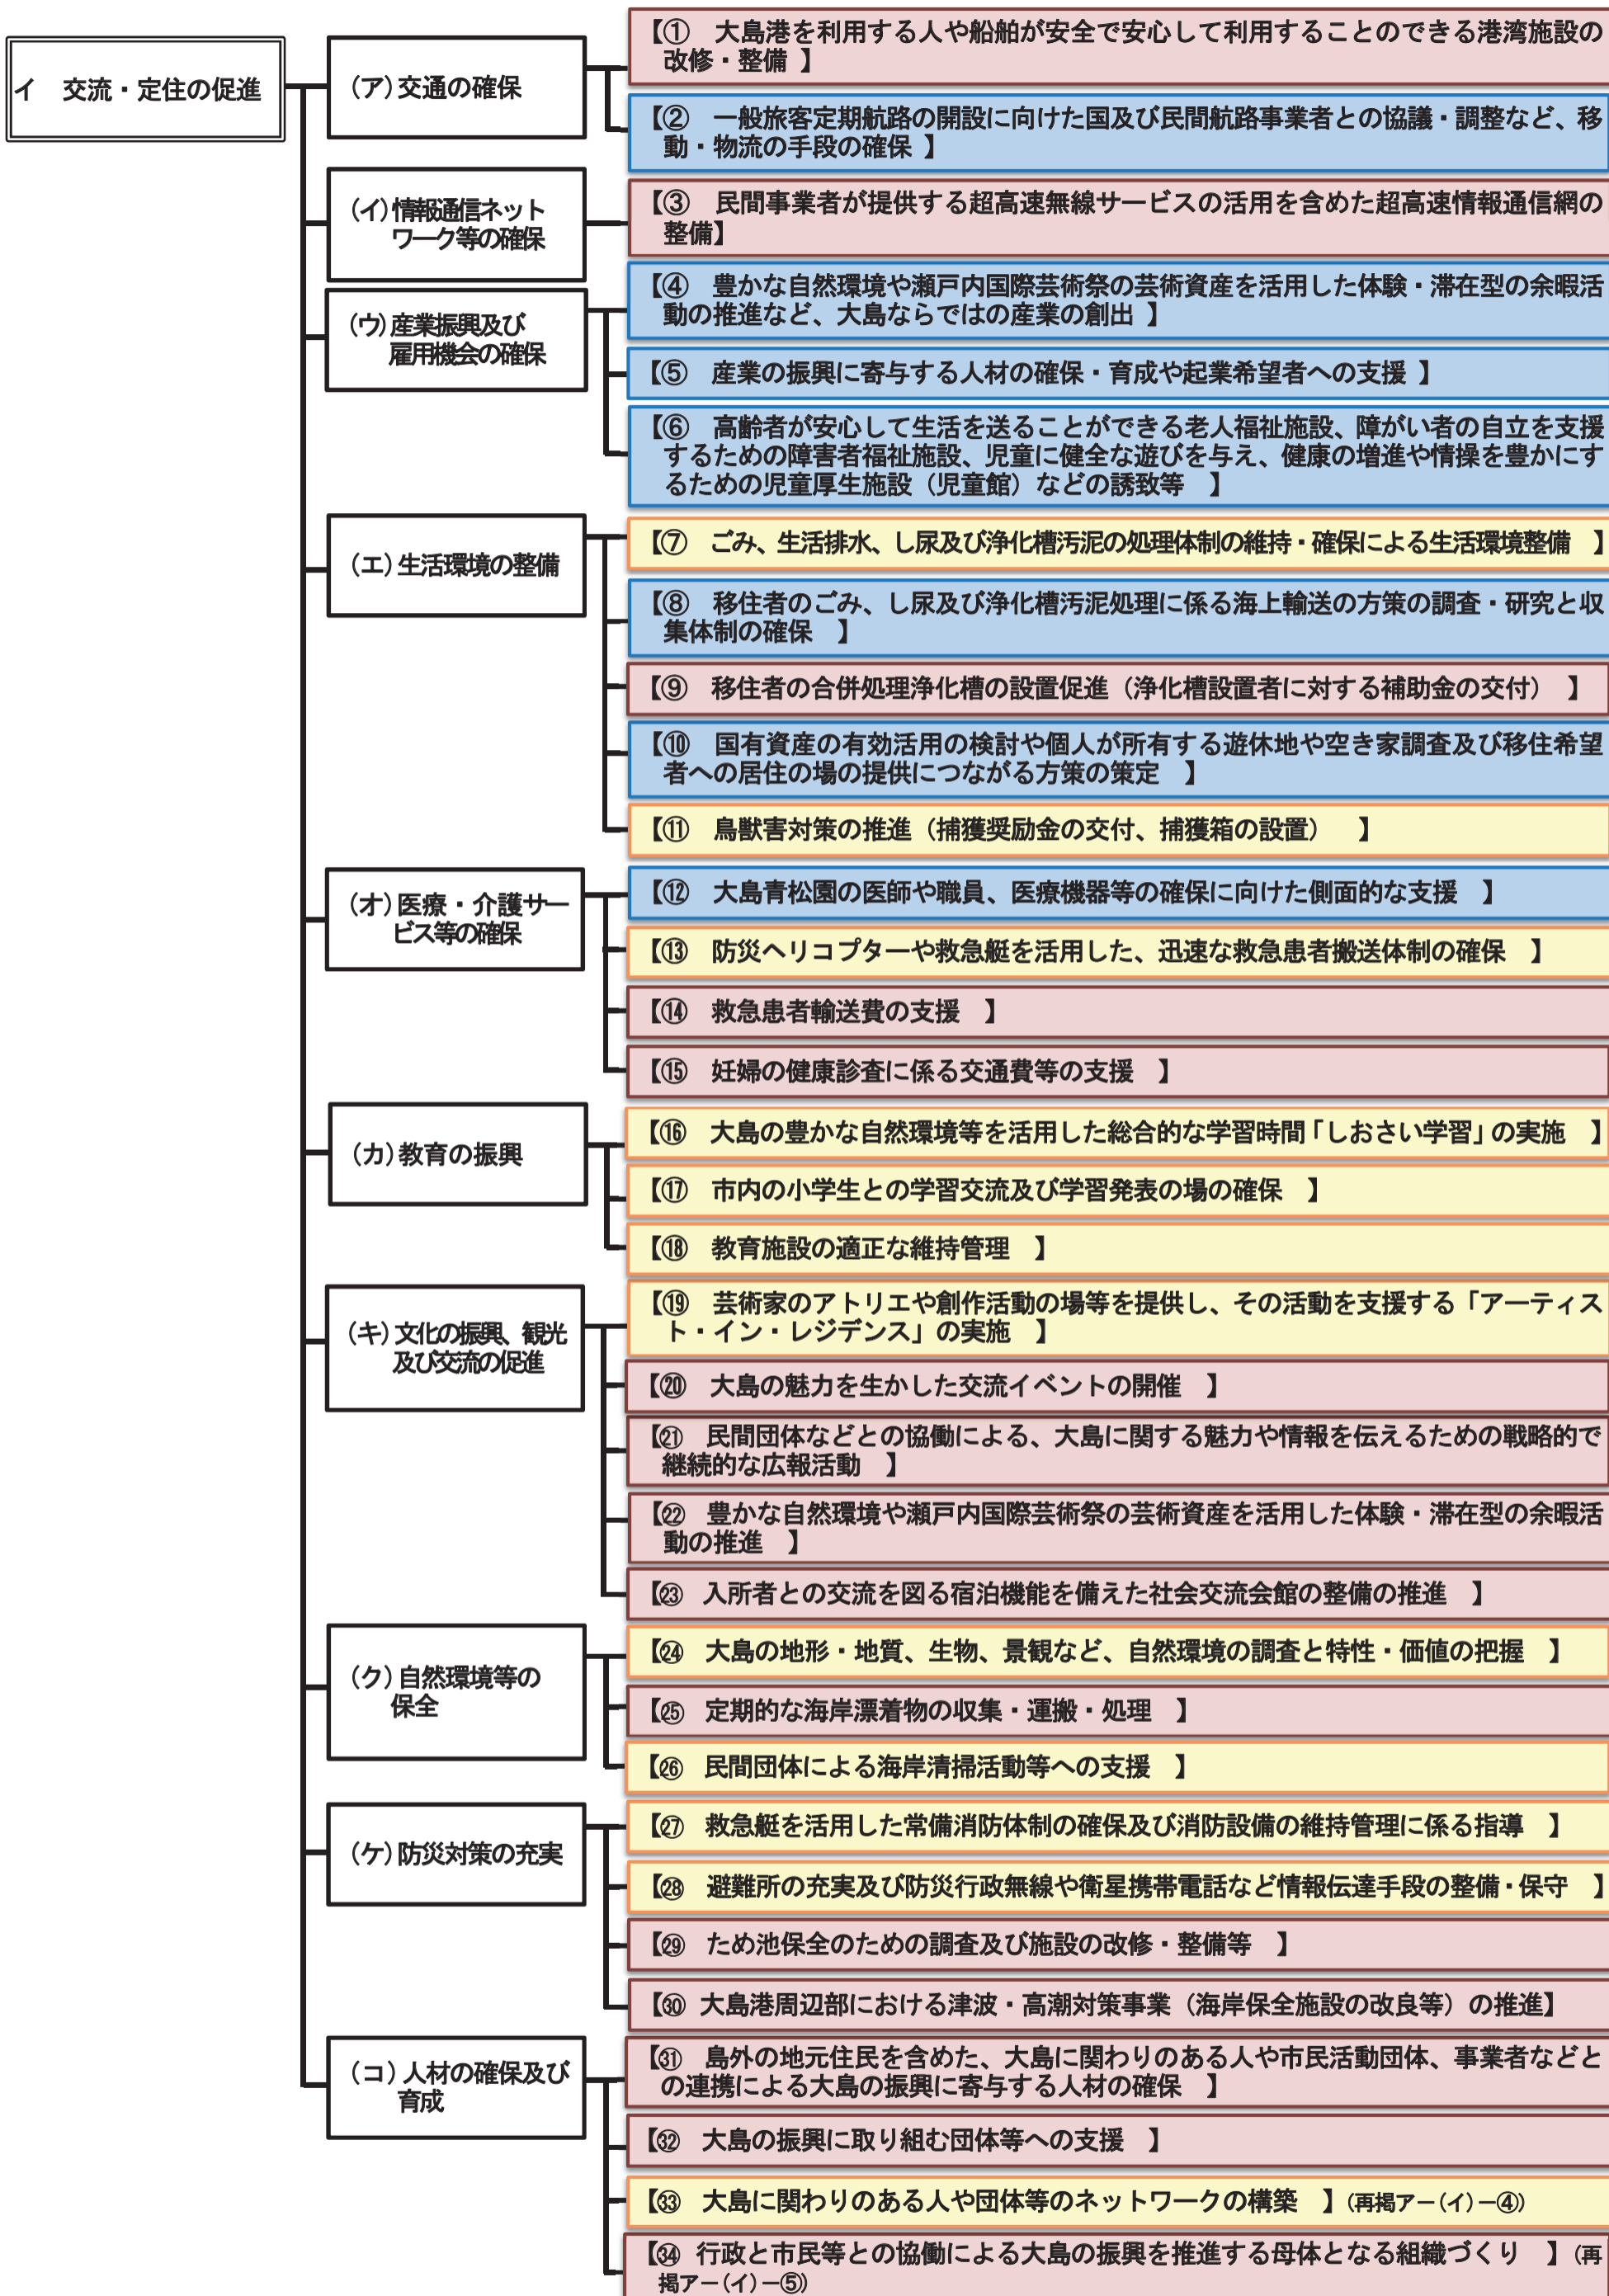 イ　交流・定住の促進
（ア）交通の確保
【①　大島港を利用する人や船舶が安全で安心して利用することのできる港湾施設の
改修・整備 】
【②　一般旅客定期航路の開設に向けた国及び民間航路事業者との協議・調整など、移
動・物流の手段の確保 】
（イ）情報通信ネット
ワーク等の確保
【③　民間事業者が提供する超高速無線サービスの活用を含めた超高速情報通信網の
整備】
（ウ）産業振興及び
雇用機会の確保
【④　豊かな自然環境や瀬戸内国際芸術祭の芸術資産を活用した体験・滞在型の余暇活
動の推進など、大島ならではの産業の創出 】
【⑤　産業の振興に寄与する人材の確保・育成や起業希望者への支援 】
【⑥　高齢者が安心して生活を送ることができる老人福祉施設、障がい者の自立を支援
するための障害者福祉施設、児童に健全な遊びを与え、健康の増進や情操を豊かにす
るための児童厚生施設（児童館）などの誘致等　】
（エ）生活環境の整備
【⑦　ごみ、生活排水、し尿及び浄化槽汚泥の処理体制の維持・確保による生活環境整備　】
【⑧　移住者のごみ、し尿及び浄化槽汚泥処理に係る海上輸送の方策の調査・研究と収
集体制の確保　】
【⑨　移住者の合併処理浄化槽の設置促進（浄化槽設置者に対する補助金の交付）　】
【⑩　国有資産の有効活用の検討や個人が所有する遊休地や空き家調査及び移住希望
者への居住の場の提供につながる方策の策定　】
【⑪　鳥獣害対策の推進（捕獲奨励金の交付、捕獲箱の設置）　】
（オ）医療・介護サー
ビス等の確保
【⑫　大島青松園の医師や職員、医療機器等の確保に向けた側面的な支援　】
【⑬　防災ヘリコプターや救急艇を活用した、迅速な救急患者搬送体制の確保　】
【⑭　救急患者輸送費の支援　】
【⑮　妊婦の健康診査に係る交通費等の支援　】
（カ）教育の振興
【⑯　大島の豊かな自然環境等を活用した総合的な学習時間「しおさい学習」の実施　】
【⑰　市内の小学生との学習交流及び学習発表の場の確保　】
【⑱　教育施設の適正な維持管理　】
（キ）文化の振興、観光
及び交流の促進
【⑲　芸術家のアトリエや創作活動の場等を提供し、その活動を支援する「アーティス
ト・イン・レジデンス」の実施　】
【⑳　大島の魅力を生かした交流イベントの開催　】
【㉑　民間団体などとの協働による、大島に関する魅力や情報を伝えるための戦略的で
継続的な広報活動　】
【㉒　豊かな自然環境や瀬戸内国際芸術祭の芸術資産を活用した体験・滞在型の余暇活
動の推進　】
【㉓　入所者との交流を図る宿泊機能を備えた社会交流会館の整備の推進　】
（ク）自然環境等の
保全
【㉔　大島の地形・地質、生物、景観など、自然環境の調査と特性・価値の把握　】
【㉕　定期的な海岸漂着物の収集・運搬・処理　】
【㉖　民間団体による海岸清掃活動等への支援　】
（ケ）防災対策の充実
【㉗　救急艇を活用した常備消防体制の確保及び消防設備の維持管理に係る指導　】
【㉘　避難所の充実及び防災行政無線や衛星携帯電話など情報伝達手段の整備・保守　】
【㉙　ため池保全のための調査及び施設の改修・整備等　】
【㉚ 大島港周辺部における津波・高潮対策事業（海岸保全施設の改良等）の推進】
（コ）人材の確保及び
育成
【㉛　島外の地元住民を含めた、大島に関わりのある人や市民活動団体、事業者などと
の連携による大島の振興に寄与する人材の確保　】
【㉜　大島の振興に取り組む団体等への支援　】
【㉝　大島に関わりのある人や団体等のネットワークの構築　】（再掲ア－（イ）－④）
【㉞ 行政と市民等との協働による大島の振興を推進する母体となる組織づくり　】（再
掲ア－（イ）－⑤）